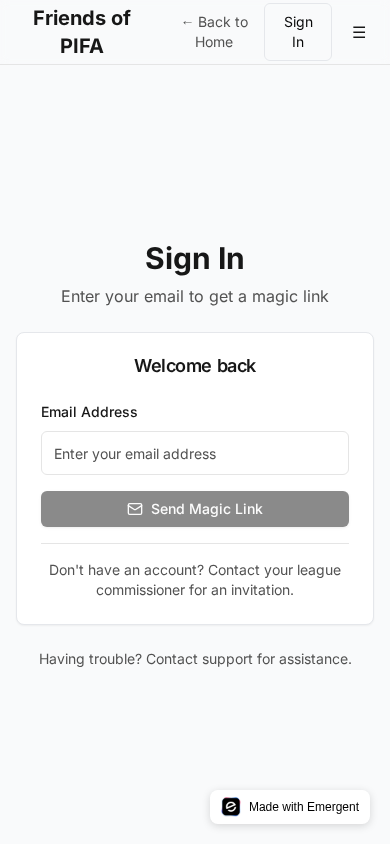 Friends of
PIFA
← Back to
Home
Sign
In
☰
Sign In
Enter your email to get a magic link
Welcome back
Email Address
Enter your email address
Send Magic Link
Don't have an account? Contact your league
commissioner for an invitation.
Having trouble? Contact support for assistance.
Made with Emergent